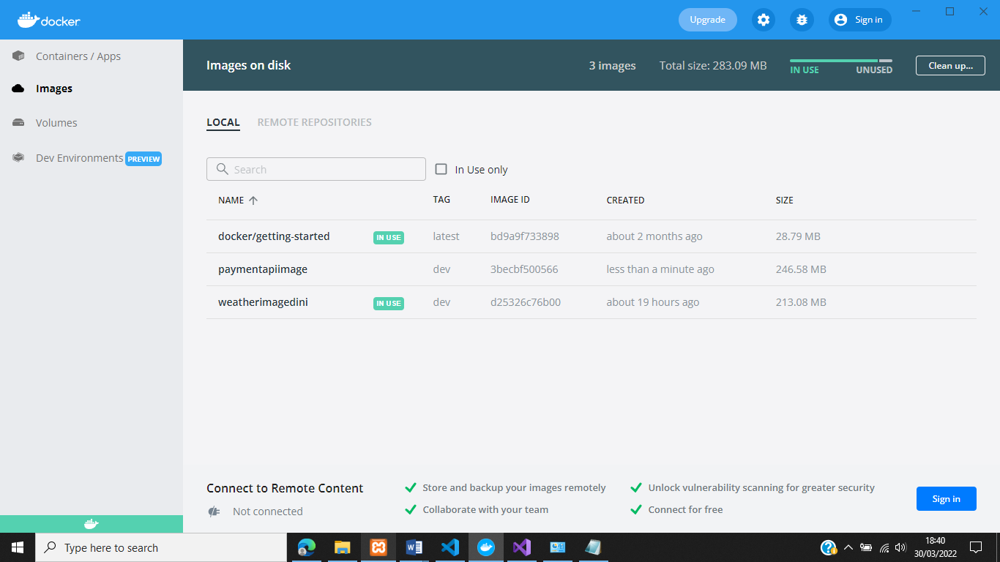 docker
Upgrade
Sign in
Containers / Apps
Images
Volumes
Dev Environments PREVIEW
Images on disk
3 images
Total size: 283.09 MB
IN USE UNUSED
Clean up...
LOCAL REMOTE REPOSITORIES
Search
In Use only
NAME TAG IMAGE ID CREATED SIZE
docker/getting-started IN USE latest bd9a9f733898 about 2 months ago 28.79 MB
paymentapiimage dev 3becbf500566 less than a minute ago 246.58 MB
weatherimagedini IN USE dev d25326c76b00 about 19 hours ago 213.08 MB
Connect to Remote Content
Not connected
Store and backup your images remotely
Collaborate with your team
Unlock vulnerability scanning for greater security
Connect for free
Sign in
Type here to search
18:40
30/03/2022